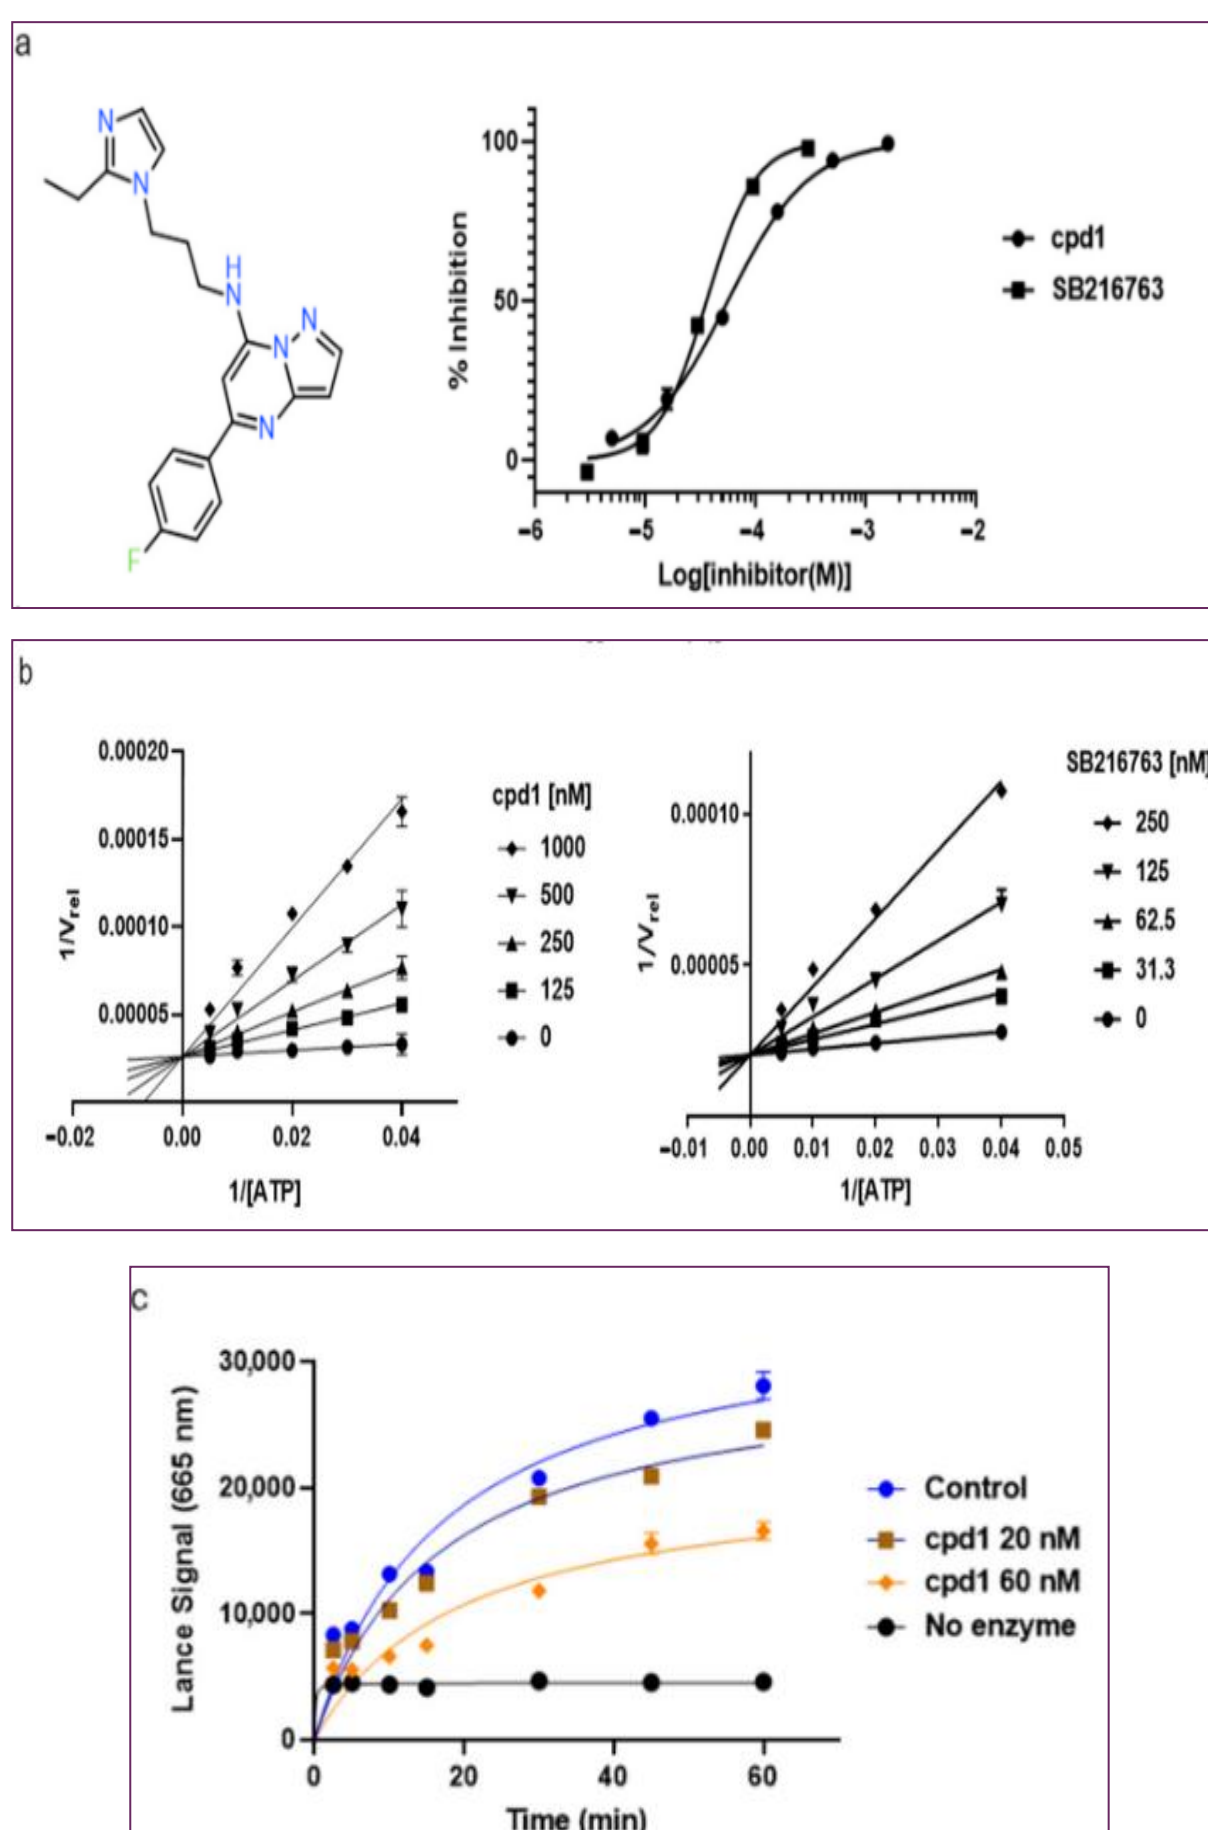 a
N
N
H
N
N
N
N
F
% Inhibition
100
50
0
−6
−5
−4
−3
−2
Log[inhibitor(M)]
cpd1
SB216763
b
1/Vrel
0.00020
0.00015
0.00010
0.00005
−0.02
0.00
0.02
0.04
1/[ATP]
cpd1 [nM]
1000
500
250
125
0
1/Vrel
0.00010
0.00005
−0.01
0.00
0.01
0.02
0.03
0.04
0.05
1/[ATP]
SB216763 [nM]
250
125
62.5
31.3
0
c
Lance Signal (665 nm)
30,000
20,000
10,000
0
0
20
40
60
Time (min)
Control
cpd1 20 nM
cpd1 60 nM
No enzyme